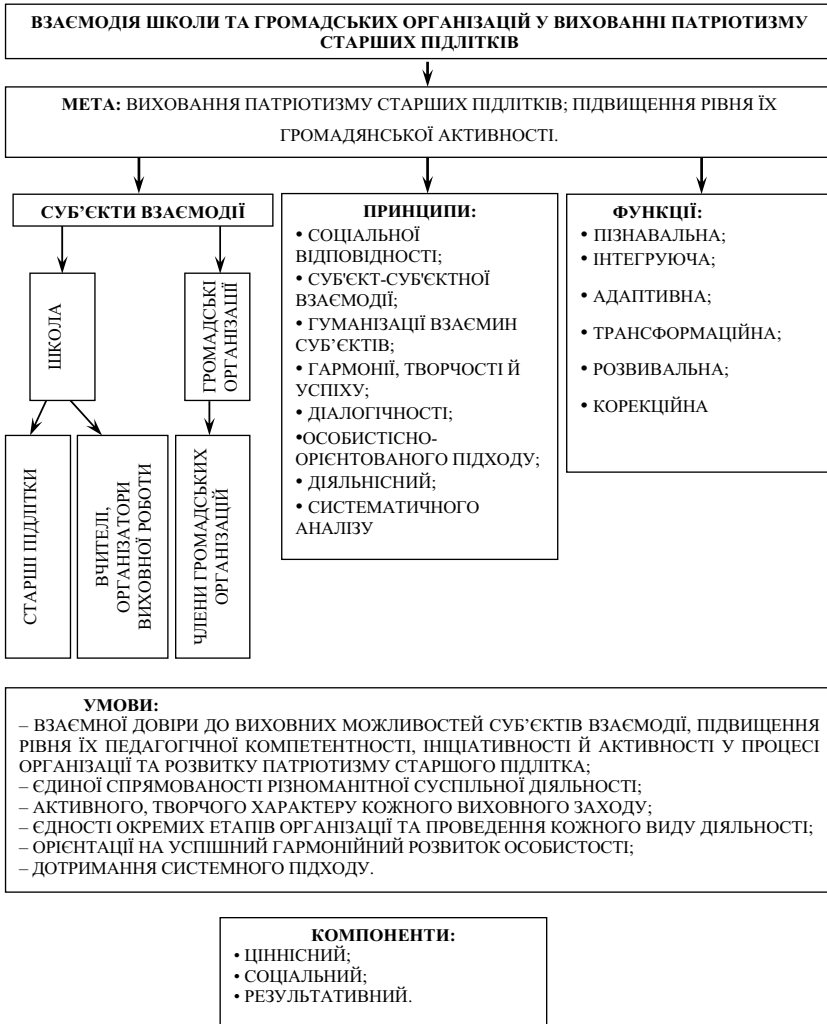 ВЗАЄМОДІЯ ШКОЛИ ТА ГРОМАДСЬКИХ ОРГАНІЗАЦІЙ У ВИХОВАННІ ПАТРІОТИЗМУ
СТАРШИХ ПІДЛІТКІВ
МЕТА: ВИХОВАННЯ ПАТРІОТИЗМУ СТАРШИХ ПІДЛІТКІВ; ПІДВИЩЕННЯ РІВНЯ ЇХ
ГРОМАДЯНСЬКОЇ АКТИВНОСТІ.
СУБ’ЄКТИ ВЗАЄМОДІЇ
ШКОЛА
ГРОМАДСЬКІ
ОРГАНІЗАЦІЇ
СТАРШІ ПІДЛІТКИ
ВЧИТЕЛІ,
ОРГАНІЗАТОРИ
ВИХОВНОЇ РОБОТИ
ЧЛЕНИ ГРОМАДСЬКИХ
ОРГАНІЗАЦІЙ
ПРИНЦИПИ:
• СОЦІАЛЬНОЇ
ВІДПОВІДНОСТІ;
• СУБ'ЄКТ-СУБ'ЄКТНОЇ
ВЗАЄМОДІЇ;
• ГУМАНІЗАЦІЇ ВЗАЄМИН
СУБ’ЄКТІВ;
• ГАРМОНІЇ, ТВОРЧОСТІ Й
УСПІХУ;
• ДІАЛОГІЧНОСТІ;
•ОСОБИСТІСНО-
ОРІЄНТОВАНОГО ПІДХОДУ;
• ДІЯЛЬНІСНИЙ;
• СИСТЕМАТИЧНОГО
АНАЛІЗУ
ФУНКЦІЇ:
• ПІЗНАВАЛЬНА;
• ІНТЕГРУЮЧА;
• АДАПТИВНА;
• ТРАНСФОРМАЦІЙНА;
• РОЗВИВАЛЬНА;
• КОРЕКЦІЙНА
УМОВИ:
– ВЗАЄМНОЇ ДОВІРИ ДО ВИХОВНИХ МОЖЛИВОСТЕЙ СУБ’ЄКТІВ ВЗАЄМОДІЇ, ПІДВИЩЕННЯ
РІВНЯ ЇХ ПЕДАГОГІЧНОЇ КОМПЕТЕНТНОСТІ, ІНІЦІАТИВНОСТІ Й АКТИВНОСТІ У ПРОЦЕСІ
ОРГАНІЗАЦІЇ ТА РОЗВИТКУ ПАТРІОТИЗМУ СТАРШОГО ПІДЛІТКА;
– ЄДИНОЇ СПРЯМОВАНОСТІ РІЗНОМАНІТНОЇ СУСПІЛЬНОЇ ДІЯЛЬНОСТІ;
– АКТИВНОГО, ТВОРЧОГО ХАРАКТЕРУ КОЖНОГО ВИХОВНОГО ЗАХОДУ;
– ЄДНОСТІ ОКРЕМИХ ЕТАПІВ ОРГАНІЗАЦІЇ ТА ПРОВЕДЕННЯ КОЖНОГО ВИДУ ДІЯЛЬНОСТІ;
– ОРІЄНТАЦІЇ НА УСПІШНИЙ ГАРМОНІЙНИЙ РОЗВИТОК ОСОБИСТОСТІ;
– ДОТРИМАННЯ СИСТЕМНОГО ПІДХОДУ.
КОМПОНЕНТИ:
• ЦІННІСНИЙ;
• СОЦІАЛЬНИЙ;
• РЕЗУЛЬТАТИВНИЙ.